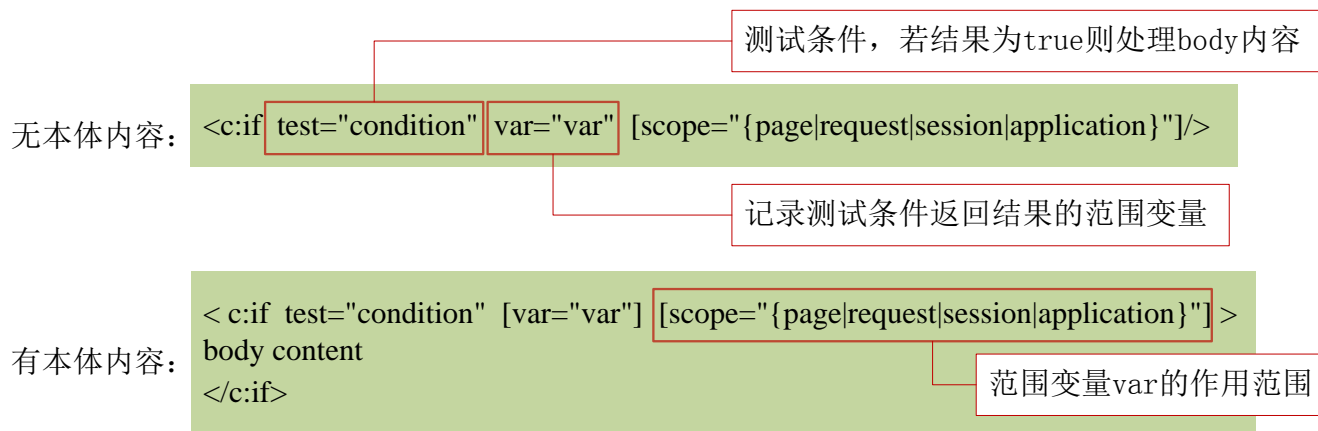 测试条件，若结果为true则处理body内容
无本体内容：
<c:if test="condition" var="var" [scope="{page|request|session|application}"]/>
记录测试条件返回结果的范围变量
有本体内容：
< c:if test="condition" [var="var"] [scope="{page|request|session|application}"] >
body content
</c:if>
范围变量var的作用范围